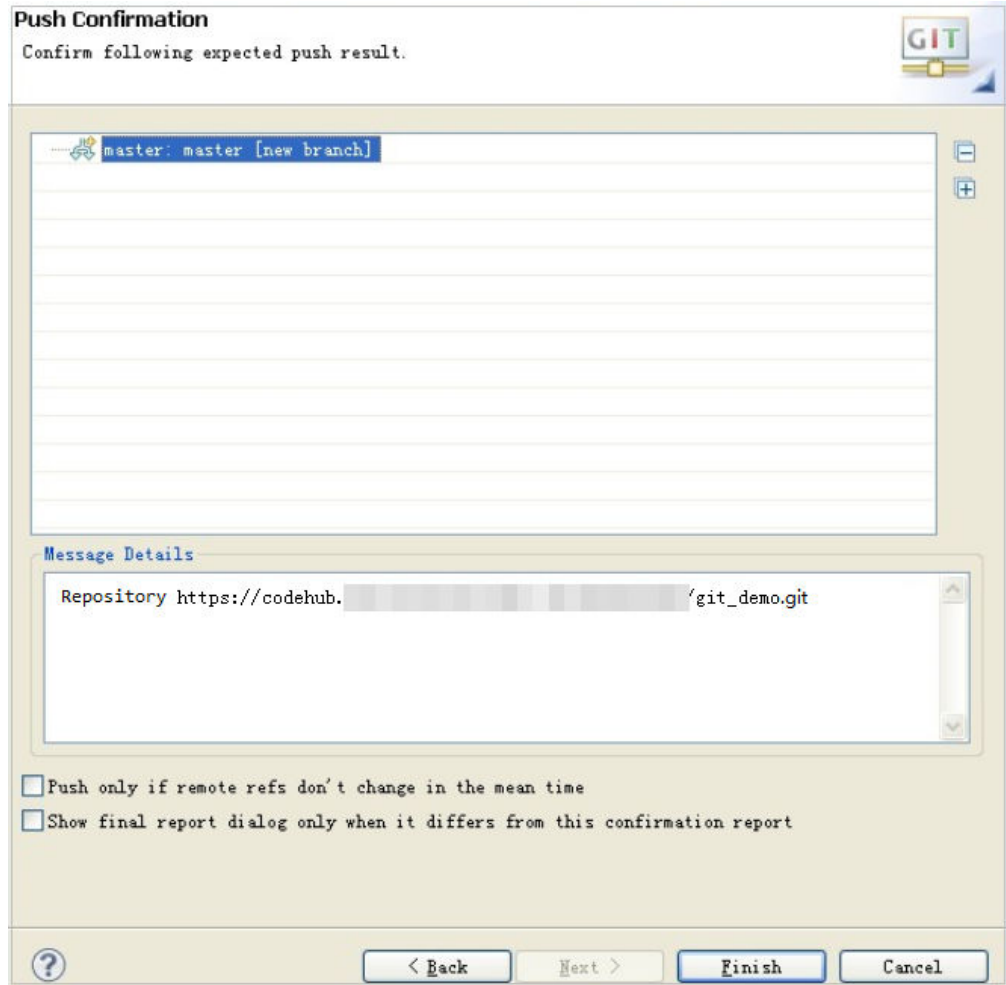 Push Confirmation
Confirm following expected push result.
GIT
master: master [new branch]
Message Details
Repository https://codehub. /git_demo.git
Push only if remote refs don't change in the mean time
Show final report dialog only when it differs from this confirmation report
?
< Back
Next >
Finish
Cancel